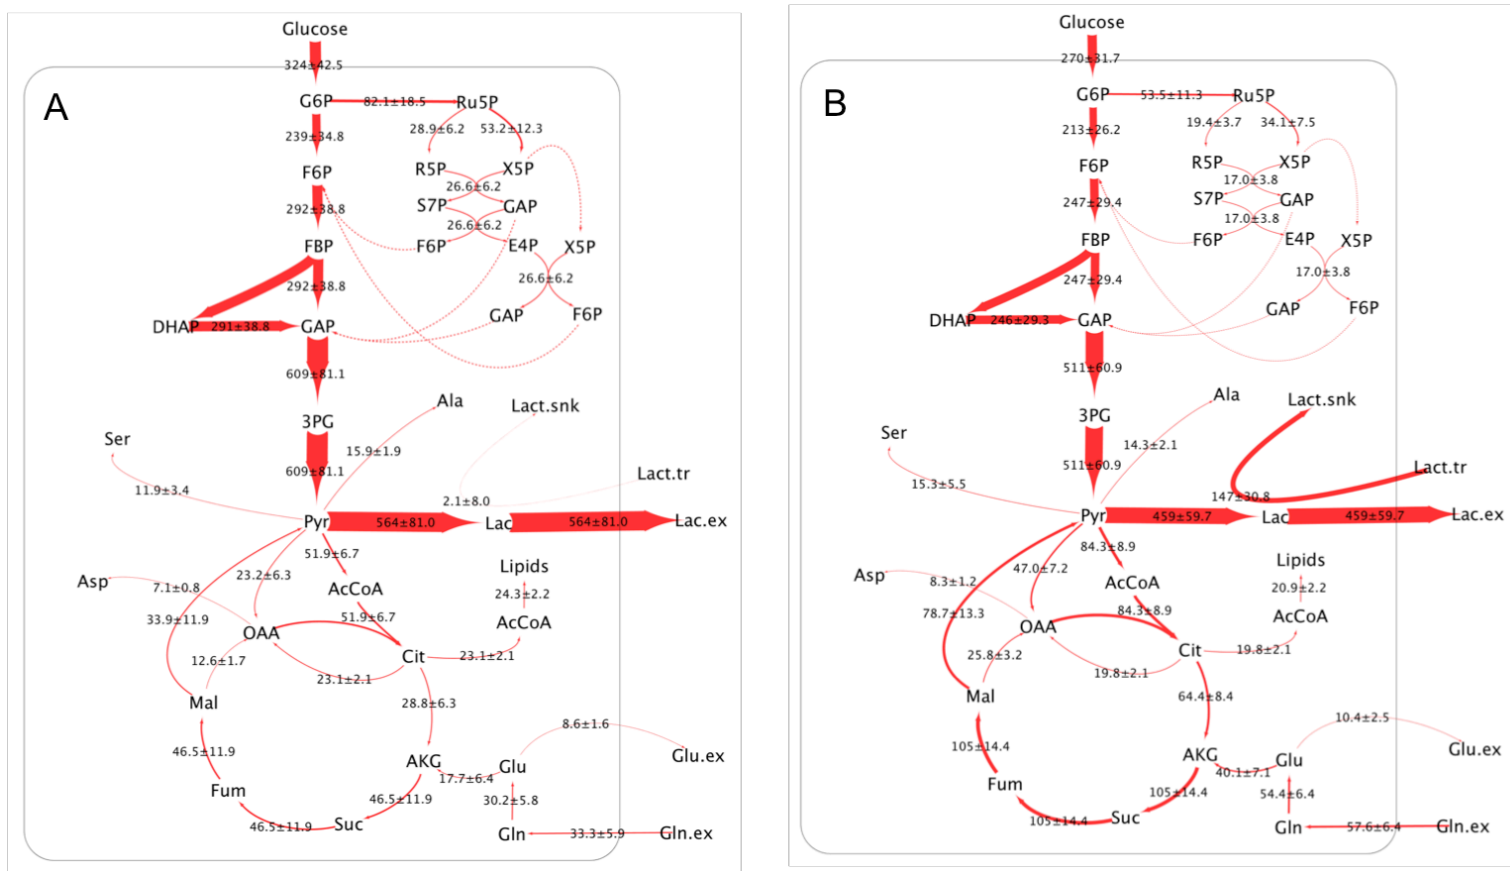 Glucose
324±42.5
A
G6P
82.1±18.5
Ru5P
239±34.8
28.9±6.2
53.2±12.3
F6P
R5P
X5P
26.6±6.2
292±38.8
S7P
GAP
26.6±6.2
FBP
F6P
E4P
X5P
292±38.8
26.6±6.2
DHAP
291±38.8
GAP
GAP
F6P
609±81.1
3PG
Ala
Lact.snk
Ser
15.9±1.9
609±81.1
Lact.tr
11.9±3.4
2.1±8.0
Pyr
564±81.0
Lac
564±81.0
Lac.ex
51.9±6.7
Asp
7.1±0.8
23.2±6.3
AcCoA
Lipids
24.3±2.2
33.9±11.9
51.9±6.7
AcCoA
OAA
12.6±1.7
Cit
23.1±2.1
23.1±2.1
Mal
28.8±6.3
8.6±1.6
46.5±11.9
AKG
17.7±6.4
Glu
Glu.ex
Fum
46.5±11.9
30.2±5.8
46.5±11.9
Suc
Gln
33.3±5.9
Gln.ex
Glucose
270±31.7
B
G6P
53.5±11.3
Ru5P
213±26.2
19.4±3.7
34.1±7.5
F6P
R5P
X5P
17.0±3.8
247±29.4
S7P
GAP
17.0±3.8
FBP
F6P
E4P
X5P
247±29.4
17.0±3.8
DHAP
246±29.3
GAP
GAP
F6P
511±60.9
3PG
Ala
Lact.snk
Ser
14.3±2.1
511±60.9
Lact.tr
15.3±5.5
147±30.8
Pyr
459±59.7
Lac
459±59.7
Lac.ex
84.3±8.9
Asp
8.3±1.2
47.0±7.2
AcCoA
Lipids
20.9±2.2
78.7±13.3
84.3±8.9
AcCoA
OAA
25.8±3.2
Cit
19.8±2.1
19.8±2.1
Mal
64.4±8.4
10.4±2.5
105±14.4
AKG
40.1±7.1
Glu
Glu.ex
Fum
105±14.4
54.4±6.4
105±14.4
Suc
Gln
57.6±6.4
Gln.ex